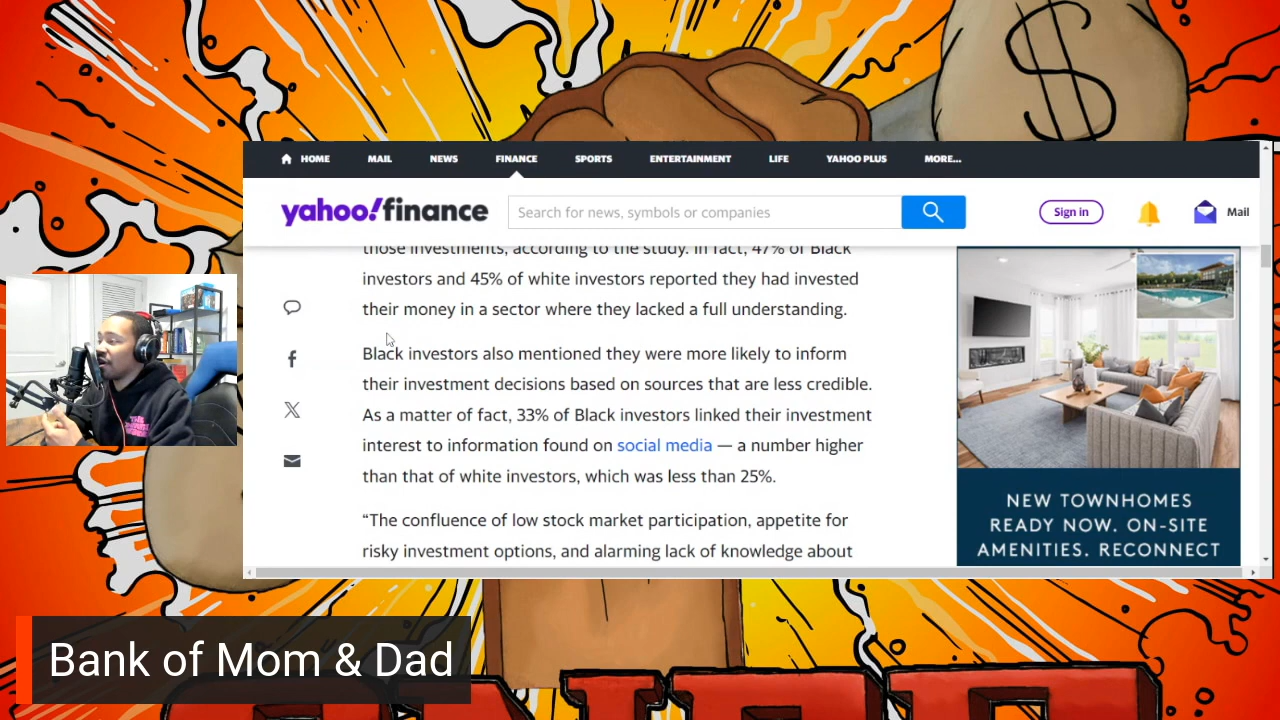 HOME MAIL NEWS FINANCE SPORTS ENTERTAINMENT LIFE YAHOO PLUS MORE...
yahoo!finance Search for news, symbols or companies Sign in Mail
those investments, according to the study. In fact, 47% of Black
investors and 45% of white investors reported they had invested
their money in a sector where they lacked a full understanding.
Black investors also mentioned they were more likely to inform
their investment decisions based on sources that are less credible.
As a matter of fact, 33% of Black investors linked their investment
interest to information found on social media — a number higher
than that of white investors, which was less than 25%.
“The confluence of low stock market participation, appetite for
risky investment options, and alarming lack of knowledge about
NEW TOWNHOMES
READY NOW. ON-SITE
AMENITIES. RECONNECT
$
Bank of Mom & Dad